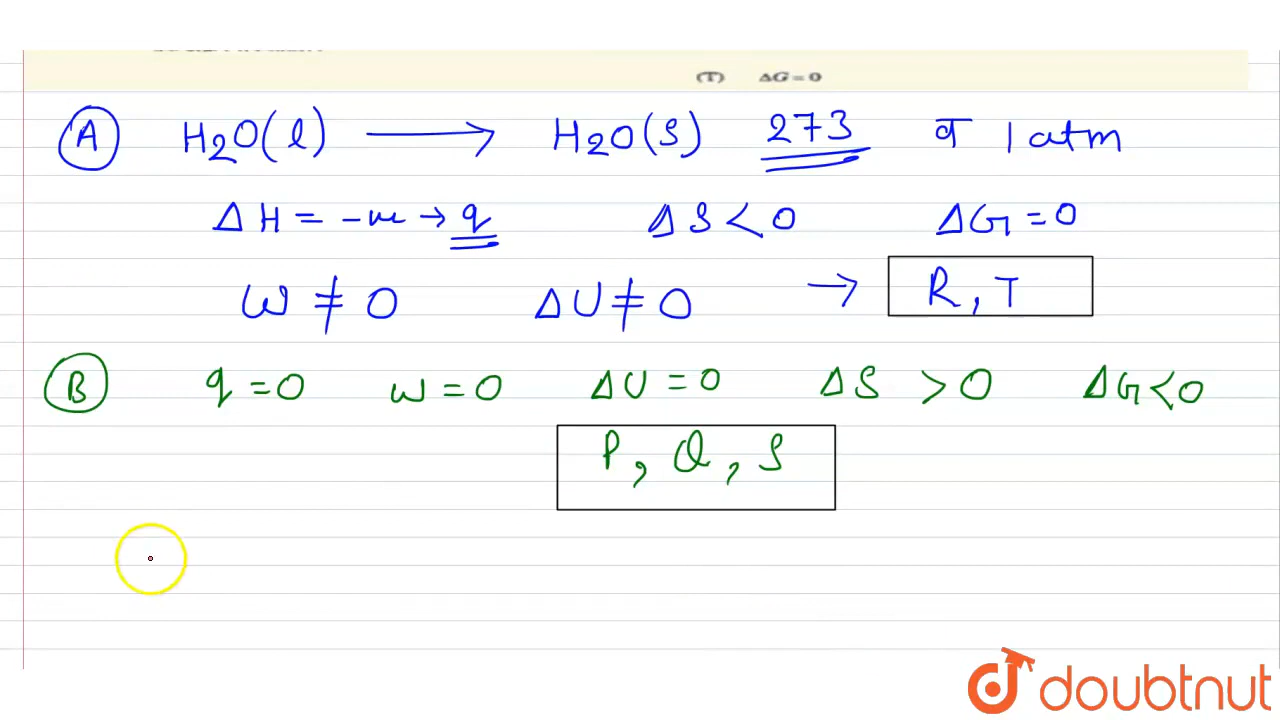 (T) ΔG = 0
A H2O(l) ⟶ H2O(S) 273 व 1 atm
ΔH = -ve → q ΔS < 0 ΔG = 0
W ≠ 0 ΔU ≠ 0 → R, T
B q = 0 w = 0 ΔU = 0 ΔS > 0 ΔG < 0
P, Q, S
doubtnut